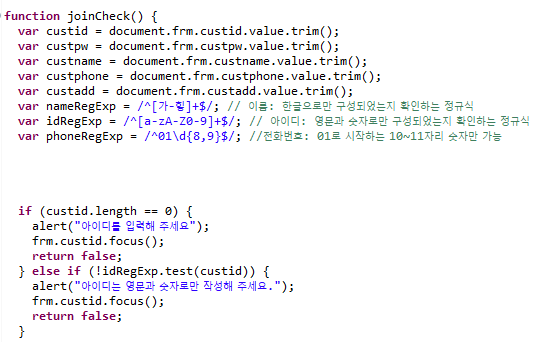 function joinCheck() {
  var custid = document.frm.custid.value.trim();
  var custpw = document.frm.custpw.value.trim();
  var custname = document.frm.custname.value.trim();
  var custphone = document.frm.custphone.value.trim();
  var custadd = document.frm.custadd.value.trim();
  var nameRegExp = /^[가-힣]+$/; // 이름: 한글으로만 구성되었는지 확인하는 정규식
  var idRegExp = /^[a-zA-Z0-9]+$/; // 아이디: 영문과 숫자로만 구성되었는지 확인하는 정규식
  var phoneRegExp = /^01\d{8,9}$/; //전화번호: 01로 시작하는 10~11자리 숫자만 가능
  if (custid.length == 0) {
    alert("아이디를 입력해 주세요");
    frm.custid.focus();
    return false;
  } else if (!idRegExp.test(custid)) {
    alert("아이디는 영문과 숫자로만 작성해 주세요.");
    frm.custid.focus();
    return false;
  }